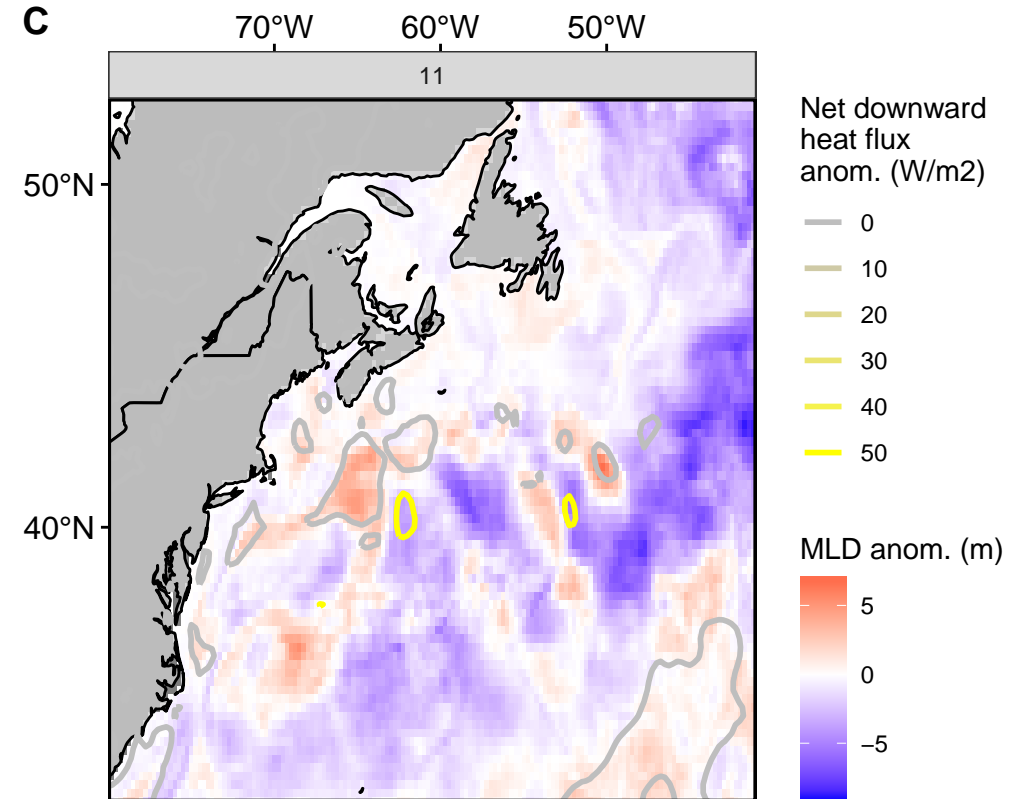 C
70°W 60°W 50°W
11
50°N
40°N
Net downward
heat flux
anom. (W/m2)
0
10
20
30
40
50
MLD anom. (m)
5
0
−5